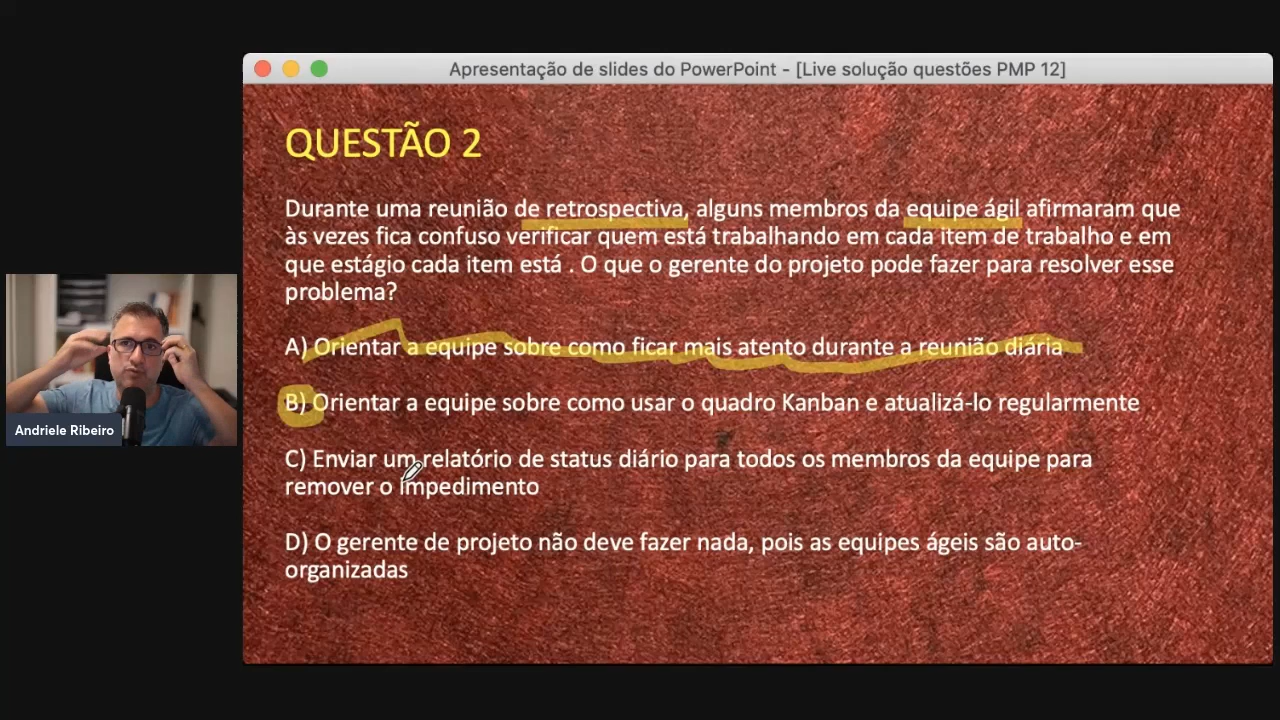 Apresentação de slides do PowerPoint - [Live solução questões PMP 12]
QUESTÃO 2
Durante uma reunião de retrospectiva, alguns membros da equipe ágil afirmaram que
às vezes fica confuso verificar quem está trabalhando em cada item de trabalho e em
que estágio cada item está . O que o gerente do projeto pode fazer para resolver esse
problema?
A) Orientar a equipe sobre como ficar mais atento durante a reunião diária
B) Orientar a equipe sobre como usar o quadro Kanban e atualizá-lo regularmente
C) Enviar um relatório de status diário para todos os membros da equipe para
remover o impedimento
D) O gerente de projeto não deve fazer nada, pois as equipes ágeis são auto-
organizadas
Andriele Ribeiro